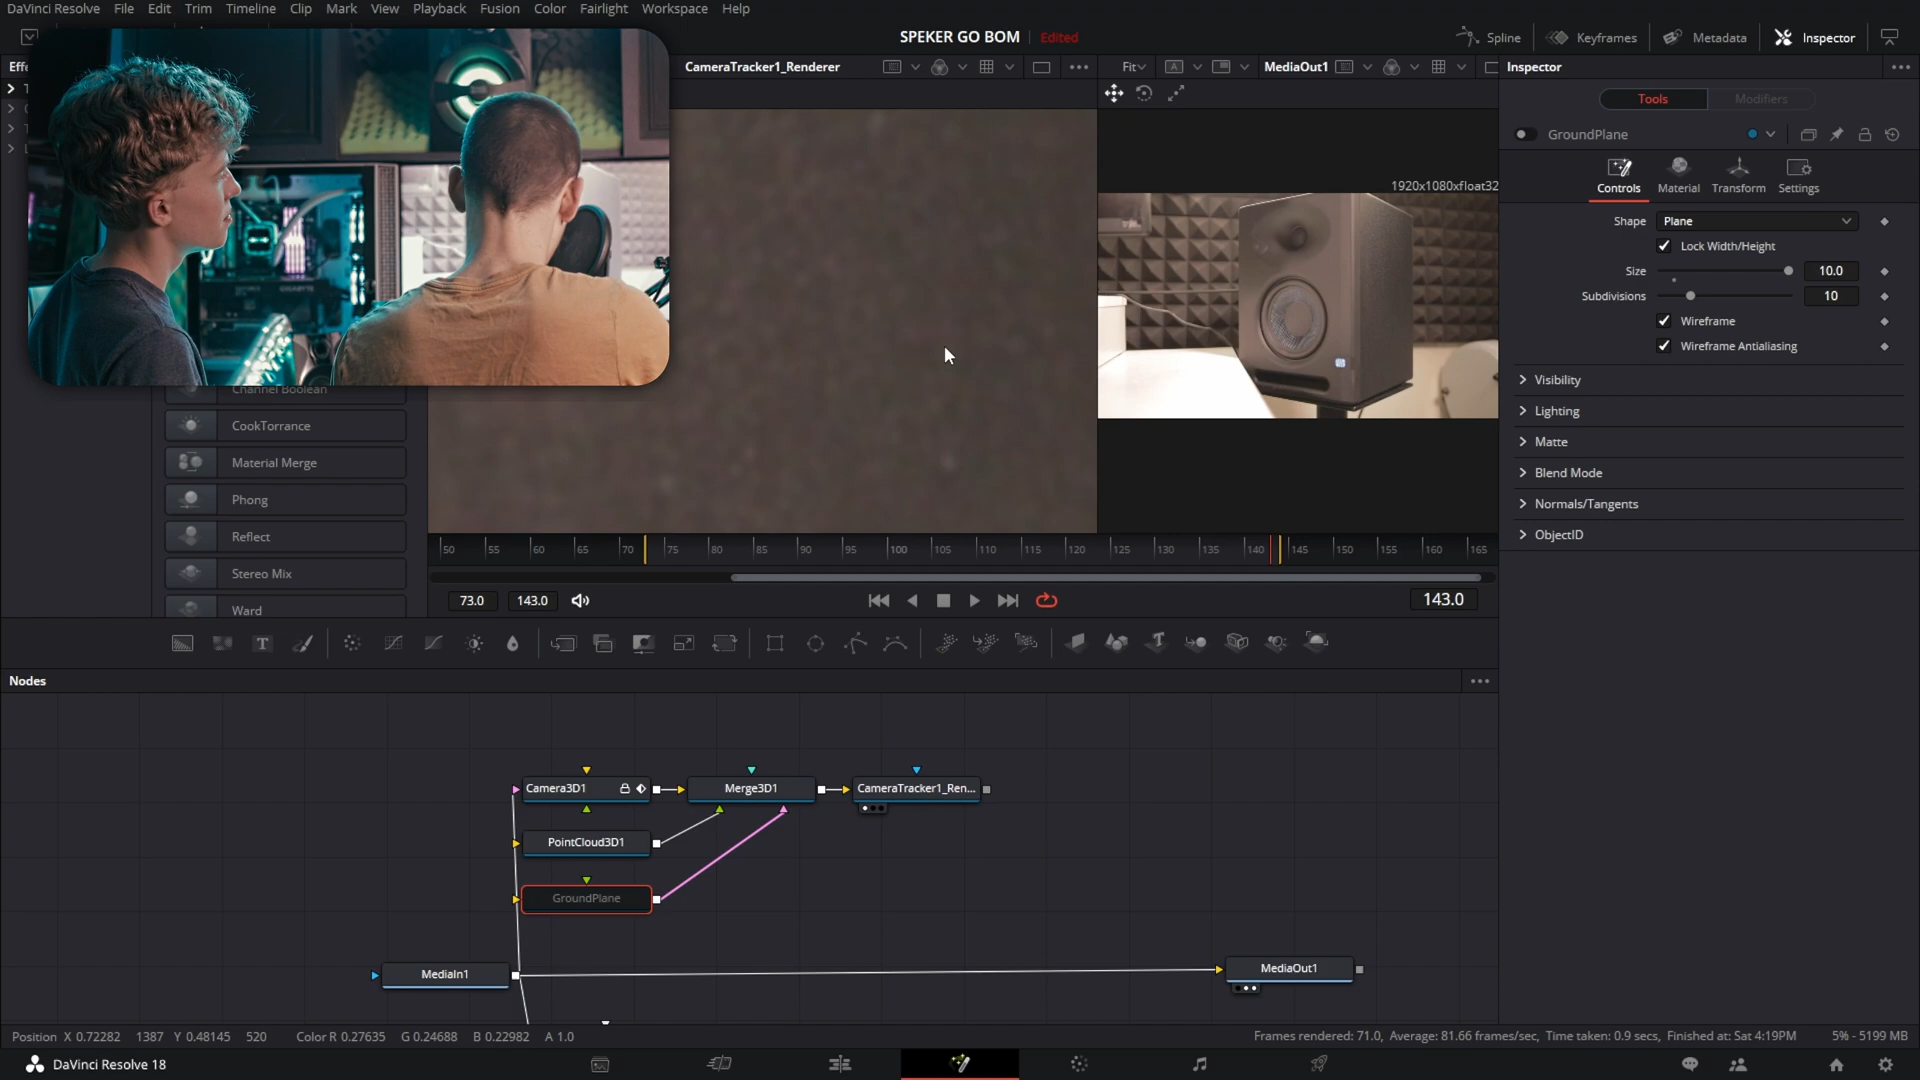 DaVinci Resolve File Edit Trim Timeline Clip Mark View Playback Fusion Color Fairlight Workspace Help
SPEKER GO BOM Edited
Spline Keyframes Metadata Inspector
Effe
CameraTracker1_Renderer
Fit MediaOut1
Inspector
Tools Modifiers
GroundPlane
Controls Material Transform Settings
1920x1080xfloat32
Shape Plane
Lock Width/Height
Size 10.0
Subdivisions 10
Wireframe
Wireframe Antialiasing
Visibility
Lighting
Matte
Blend Mode
Normals/Tangents
ObjectID
Channel Boolean
CookTorrance
Material Merge
Phong
Reflect
Stereo Mix
Ward
50 55 60 65 70 75 80 85 90 95 100 105 110 115 120 125 130 135 140 145 150 155 160 165
73.0 143.0 143.0
Nodes
Camera3D1 Merge3D1 CameraTracker1_Ren...
PointCloud3D1
GroundPlane
MediaIn1 MediaOut1
Position X 0.72282 1387 Y 0.48145 520 Color R 0.27635 G 0.24688 B 0.22982 A 1.0
Frames rendered: 71.0, Average: 81.66 frames/sec, Time taken: 0.9 secs, Finished at: Sat 4:19PM 5% - 5199 MB
DaVinci Resolve 18